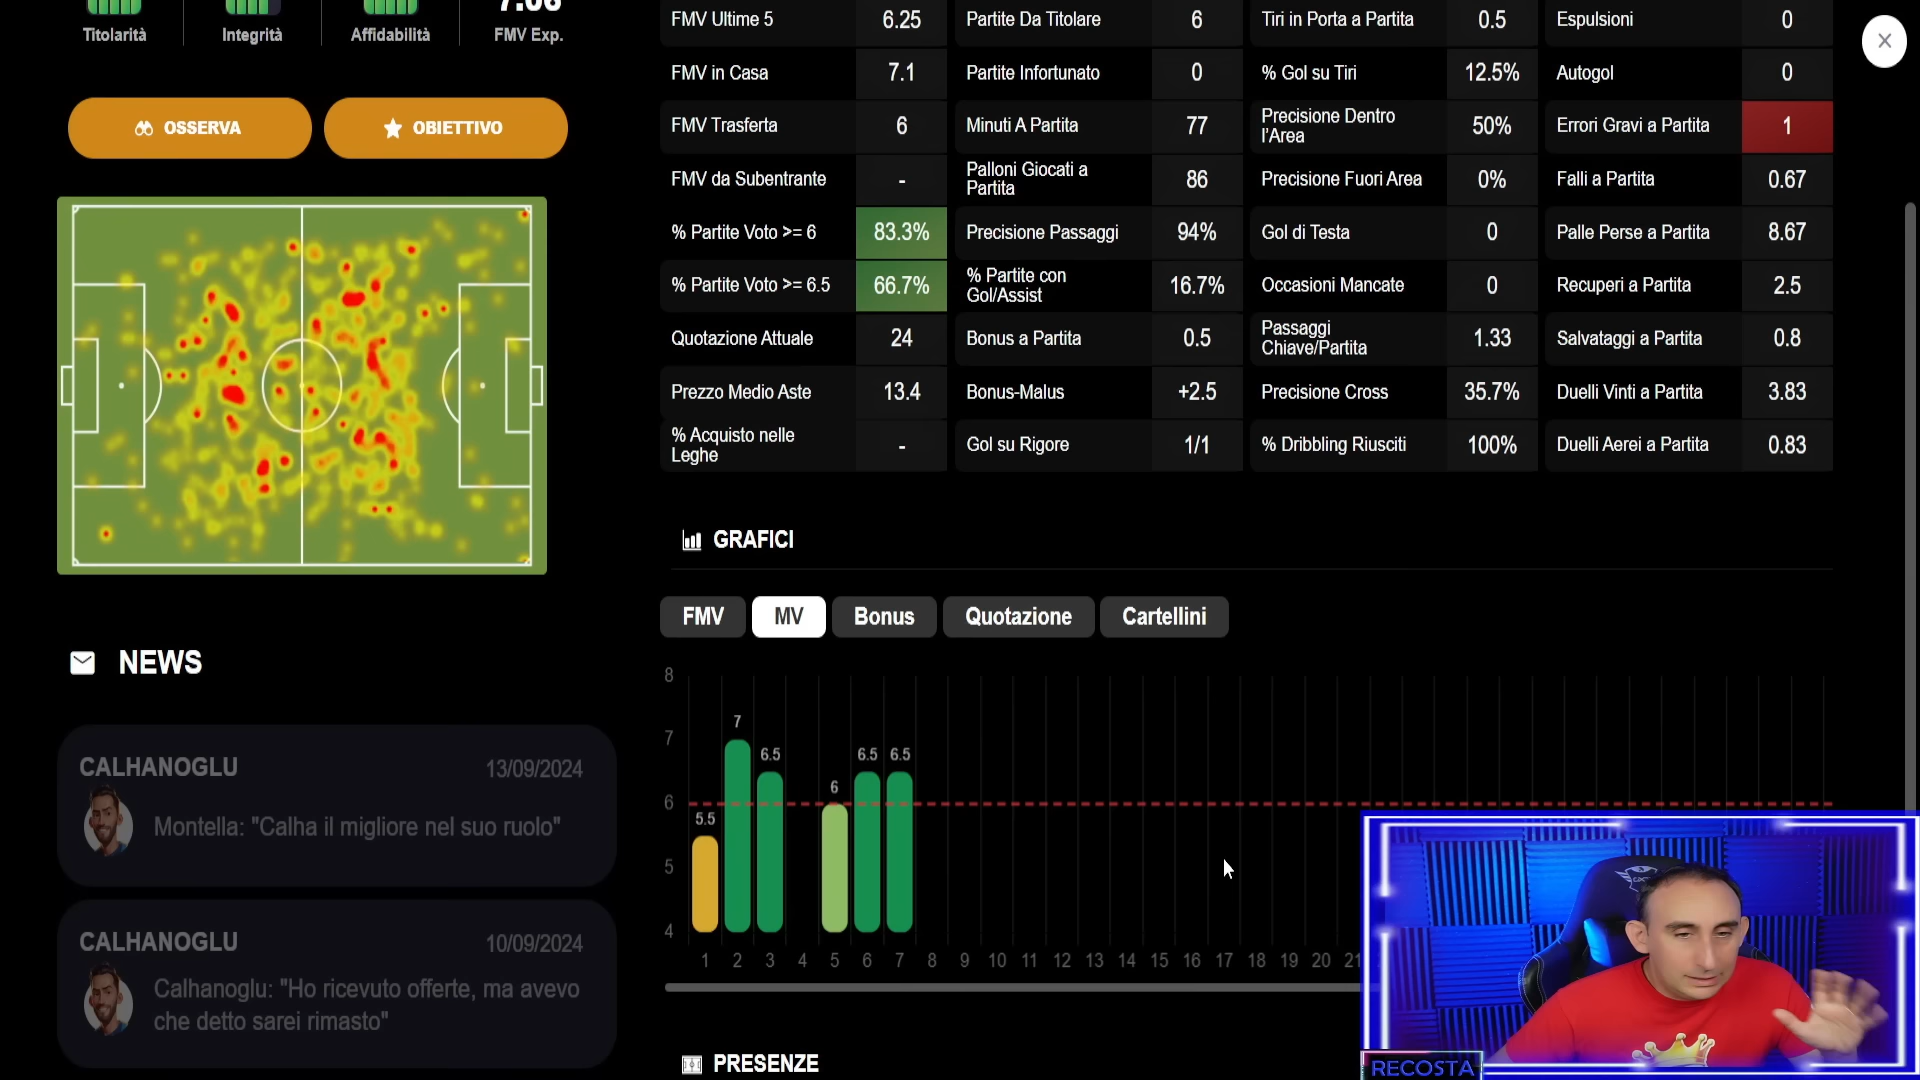 Titolarità
Integrità
Affidabilità
FMV Exp.
OSSERVA
OBIETTIVO
NEWS
CALHANOGLU
13/09/2024
Montella: "Calha il migliore nel suo ruolo"
CALHANOGLU
10/09/2024
Calhanoglu: "Ho ricevuto offerte, ma avevo
che detto sarei rimasto"
FMV Ultime 5
6.25
Partite Da Titolare
6
Tiri in Porta a Partita
0.5
Espulsioni
0
FMV in Casa
7.1
Partite Infortunato
0
% Gol su Tiri
12.5%
Autogol
0
FMV Trasferta
6
Minuti A Partita
77
Precisione Dentro
l'Area
50%
Errori Gravi a Partita
1
FMV da Subentrante
-
Palloni Giocati a
Partita
86
Precisione Fuori Area
0%
Falli a Partita
0.67
% Partite Voto >= 6
83.3%
Precisione Passaggi
94%
Gol di Testa
0
Palle Perse a Partita
8.67
% Partite Voto >= 6.5
66.7%
% Partite con
Gol/Assist
16.7%
Occasioni Mancate
0
Recuperi a Partita
2.5
Quotazione Attuale
24
Bonus a Partita
0.5
Passaggi
Chiave/Partita
1.33
Salvataggi a Partita
0.8
Prezzo Medio Aste
13.4
Bonus-Malus
+2.5
Precisione Cross
35.7%
Duelli Vinti a Partita
3.83
% Acquisto nelle
Leghe
-
Gol su Rigore
1/1
% Dribbling Riusciti
100%
Duelli Aerei a Partita
0.83
GRAFICI
FMV
MV
Bonus
Quotazione
Cartellini
8
7
6
5
4
5.5
7
6.5
6
6.5
6.5
1 2 3 4 5 6 7 8 9 10 11 12 13 14 15 16 17 18 19 20 21
PRESENZE
RECOSTA